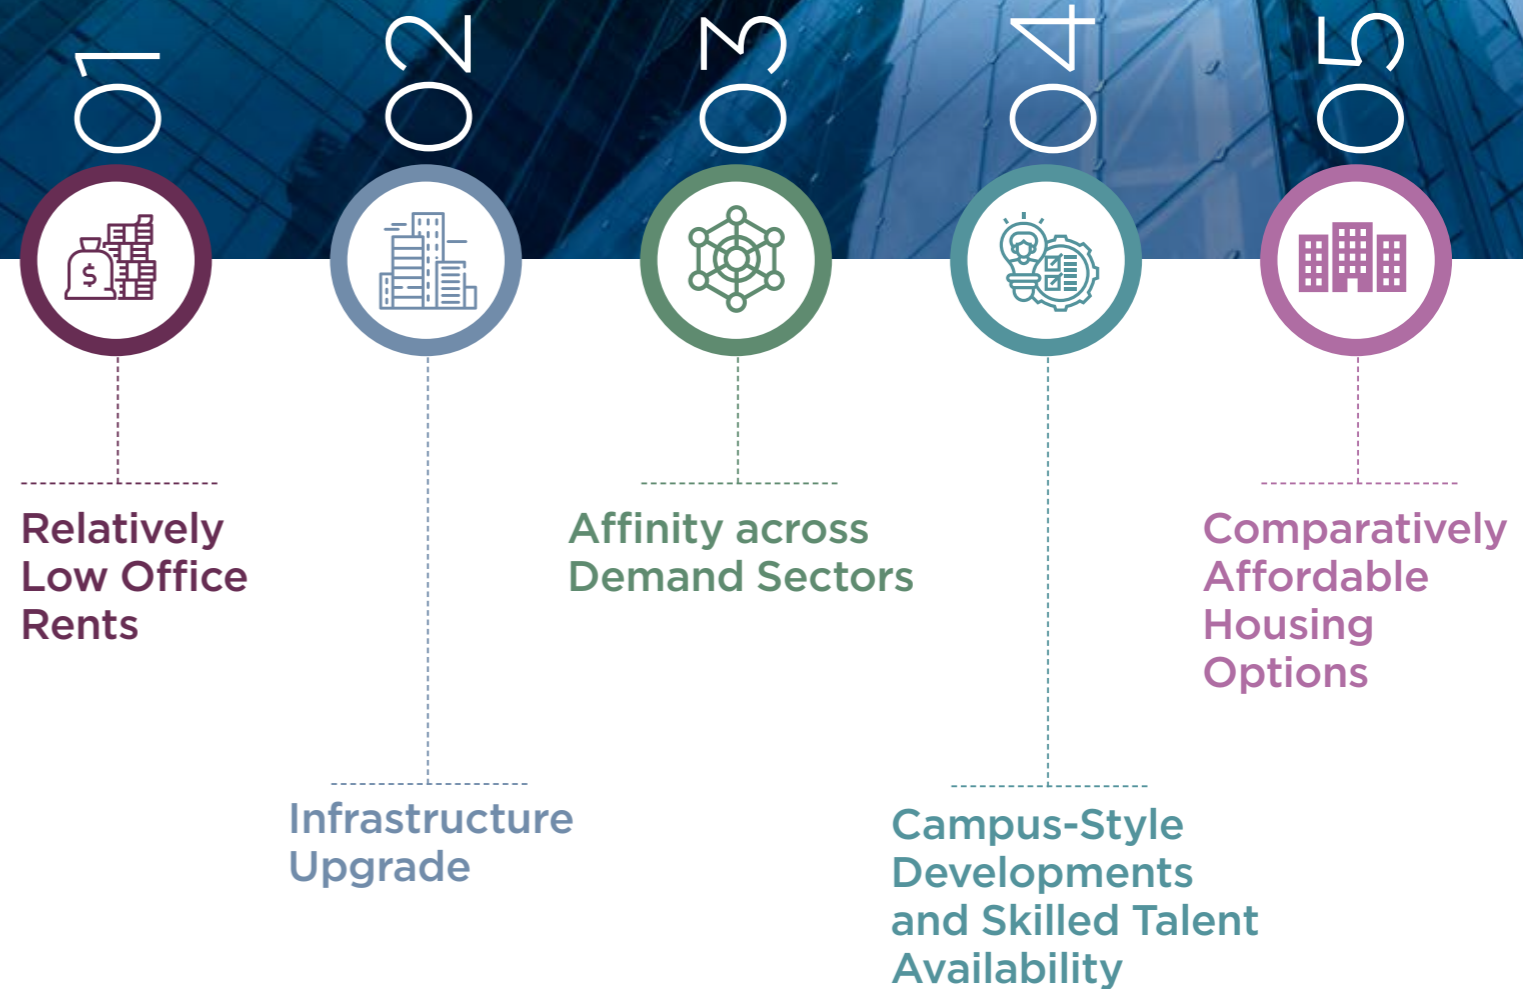 01
02
03
04
05
$
Relatively
Low Office
Rents
Infrastructure
Upgrade
Affinity across
Demand Sectors
Campus-Style
Developments
and Skilled Talent
Availability
Comparatively
Affordable
Housing
Options